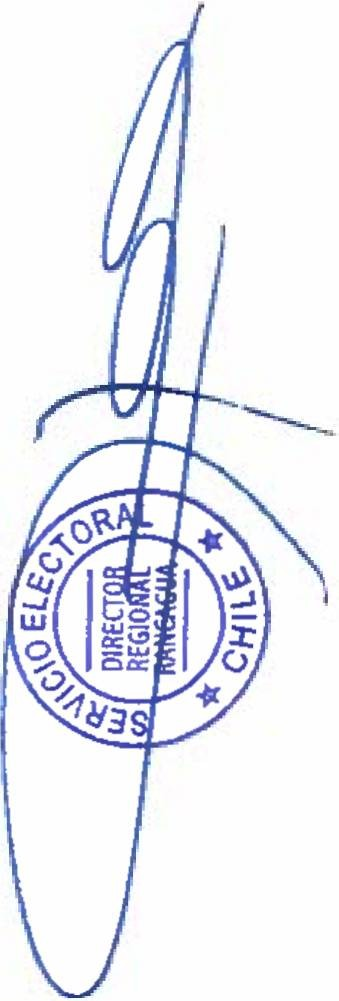 SERVICIO ELECTORAL
DIRECTOR
REGIONAL
RANCAGUA
★ CHILE ★